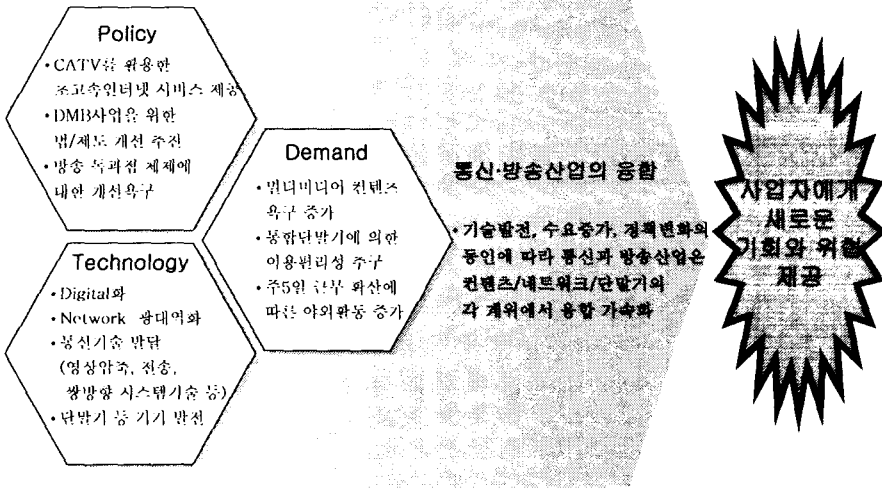 Policy
• CATV를 활용한
초고속인터넷 서비스 제공
• DMB사업을 위한
법/제도 개선 추진
• 방송 독과점 체제에
대한 개선욕구
Demand
• 멀티미디어 컨텐츠
욕구 증가
• 통합단말기에 의한
이용편리성 추구
• 주5일 근무 확산에
따른 야외활동 증가
Technology
• Digital화
• Network 광대역화
• 통신기술 발달
(영상압축, 전송,
쌍방향 시스템기술 등)
• 단말기 등 기기 발전
통신·방송산업의 융합
• 기술발전, 수요증가, 정책변화의
동인에 따라 통신과 방송산업은
컨텐츠/네트워크/단말기의
각 계위에서 융합 가속화
사업자에게
새로운
기회와 위협
제공